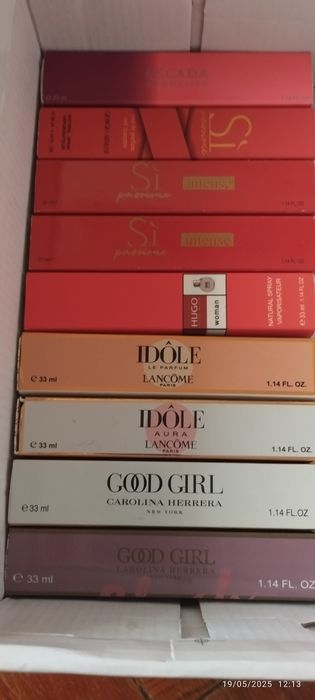 ESCADA
Sì
Sì
passione
intense
Sì
passione
intense
HUGO
woman
NATURAL SPRAY
VAPORISATEUR
℮ 33 ml 1.14 FL.OZ
IDÔLE
LE PARFUM
LANCÔME
PARIS
℮ 33 ml
1.14 FL. OZ.
IDÔLE
AURA
LANCÔME
PARIS
℮ 33 ml
1.14 FL. OZ.
GOOD GIRL
CAROLINA HERRERA
NEW YORK
℮33 ml
1.14 FL.OZ
GOOD GIRL
CAROLINA HERRERA
NEW YORK
℮ 33 ml
1.14 FL. OZ.
19/05/2025 12:13